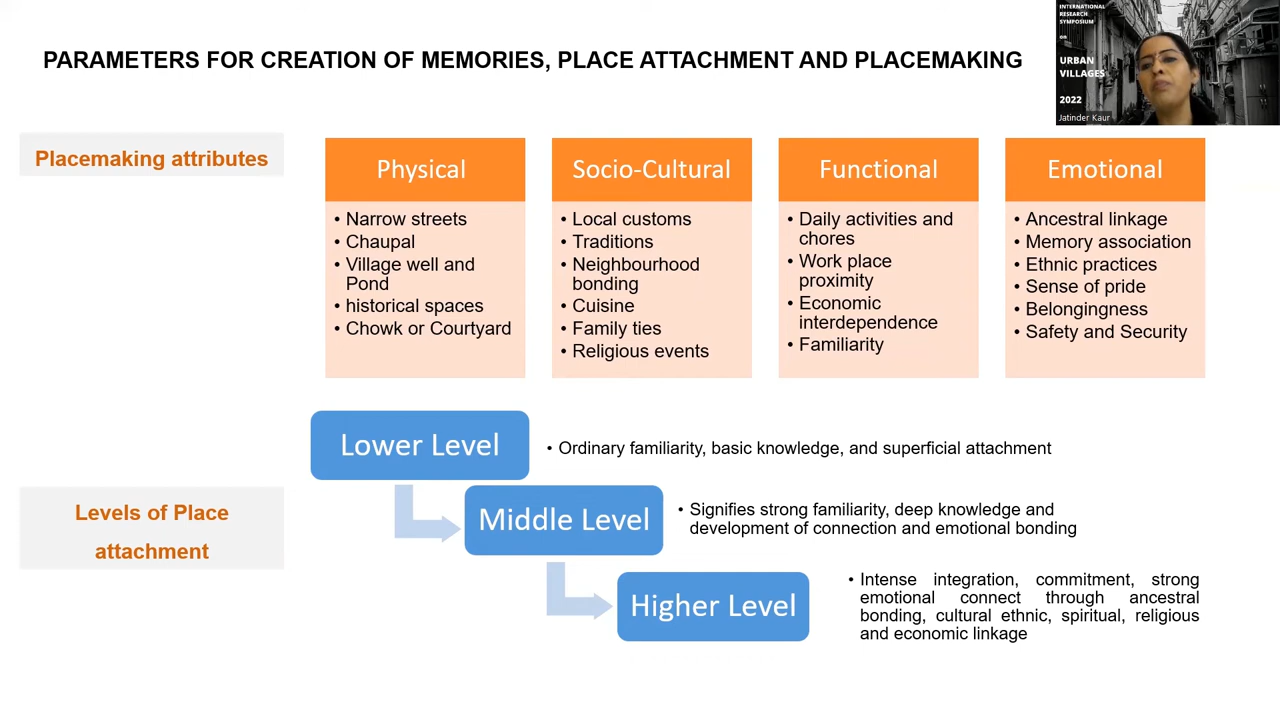 PARAMETERS FOR CREATION OF MEMORIES, PLACE ATTACHMENT AND PLACEMAKING
INTERNATIONAL
RESEARCH
SYMPOSIUM
on
URBAN
VILLAGES
2022
Jatinder Kaur
Placemaking attributes
Physical
• Narrow streets
• Chaupal
• Village well and
Pond
• historical spaces
• Chowk or Courtyard
Socio-Cultural
• Local customs
• Traditions
• Neighbourhood
bonding
• Cuisine
• Family ties
• Religious events
Functional
• Daily activities and
chores
• Work place
proximity
• Economic
interdependence
• Familiarity
Emotional
• Ancestral linkage
• Memory association
• Ethnic practices
• Sense of pride
• Belongingness
• Safety and Security
Levels of Place
attachment
Lower Level
• Ordinary familiarity, basic knowledge, and superficial attachment
Middle Level
• Signifies strong familiarity, deep knowledge and
development of connection and emotional bonding
Higher Level
• Intense integration, commitment, strong
emotional connect through ancestral
bonding, cultural ethnic, spiritual, religious
and economic linkage